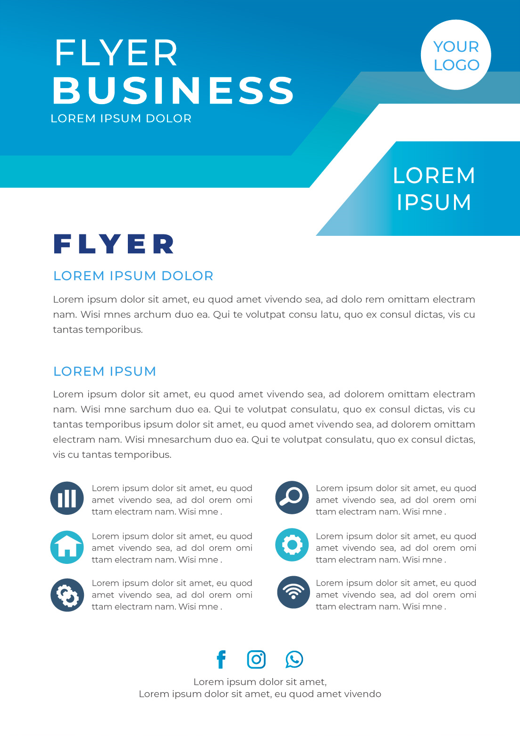 FLYER
BUSINESS
LOREM IPSUM DOLOR
YOUR
LOGO
LOREM
IPSUM
FLYER
LOREM IPSUM DOLOR
Lorem ipsum dolor sit amet, eu quod amet vivendo sea, ad dolo rem omittam electram
nam. Wisi mnes archum duo ea. Qui te volutpat consu latu, quo ex consul dictas, vis cu
tantas temporibus.
LOREM IPSUM
Lorem ipsum dolor sit amet, eu quod amet vivendo sea, ad dolorem omittam electram
nam. Wisi mne sarchum duo ea. Qui te volutpat consulatu, quo ex consul dictas, vis cu
tantas temporibus ipsum dolor sit amet, eu quod amet vivendo sea, ad dolorem omittam
electram nam. Wisi mnesarchum duo ea. Qui te volutpat consulatu, quo ex consul dictas,
vis cu tantas temporibus.
Lorem ipsum dolor sit amet, eu quod
amet vivendo sea, ad dol orem omi
ttam electram nam. Wisi mne .
Lorem ipsum dolor sit amet, eu quod
amet vivendo sea, ad dol orem omi
ttam electram nam. Wisi mne .
Lorem ipsum dolor sit amet, eu quod
amet vivendo sea, ad dol orem omi
ttam electram nam. Wisi mne .
Lorem ipsum dolor sit amet, eu quod
amet vivendo sea, ad dol orem omi
ttam electram nam. Wisi mne .
Lorem ipsum dolor sit amet, eu quod
amet vivendo sea, ad dol orem omi
ttam electram nam. Wisi mne .
Lorem ipsum dolor sit amet, eu quod
amet vivendo sea, ad dol orem omi
ttam electram nam. Wisi mne .
Lorem ipsum dolor sit amet,
Lorem ipsum dolor sit amet, eu quod amet vivendo